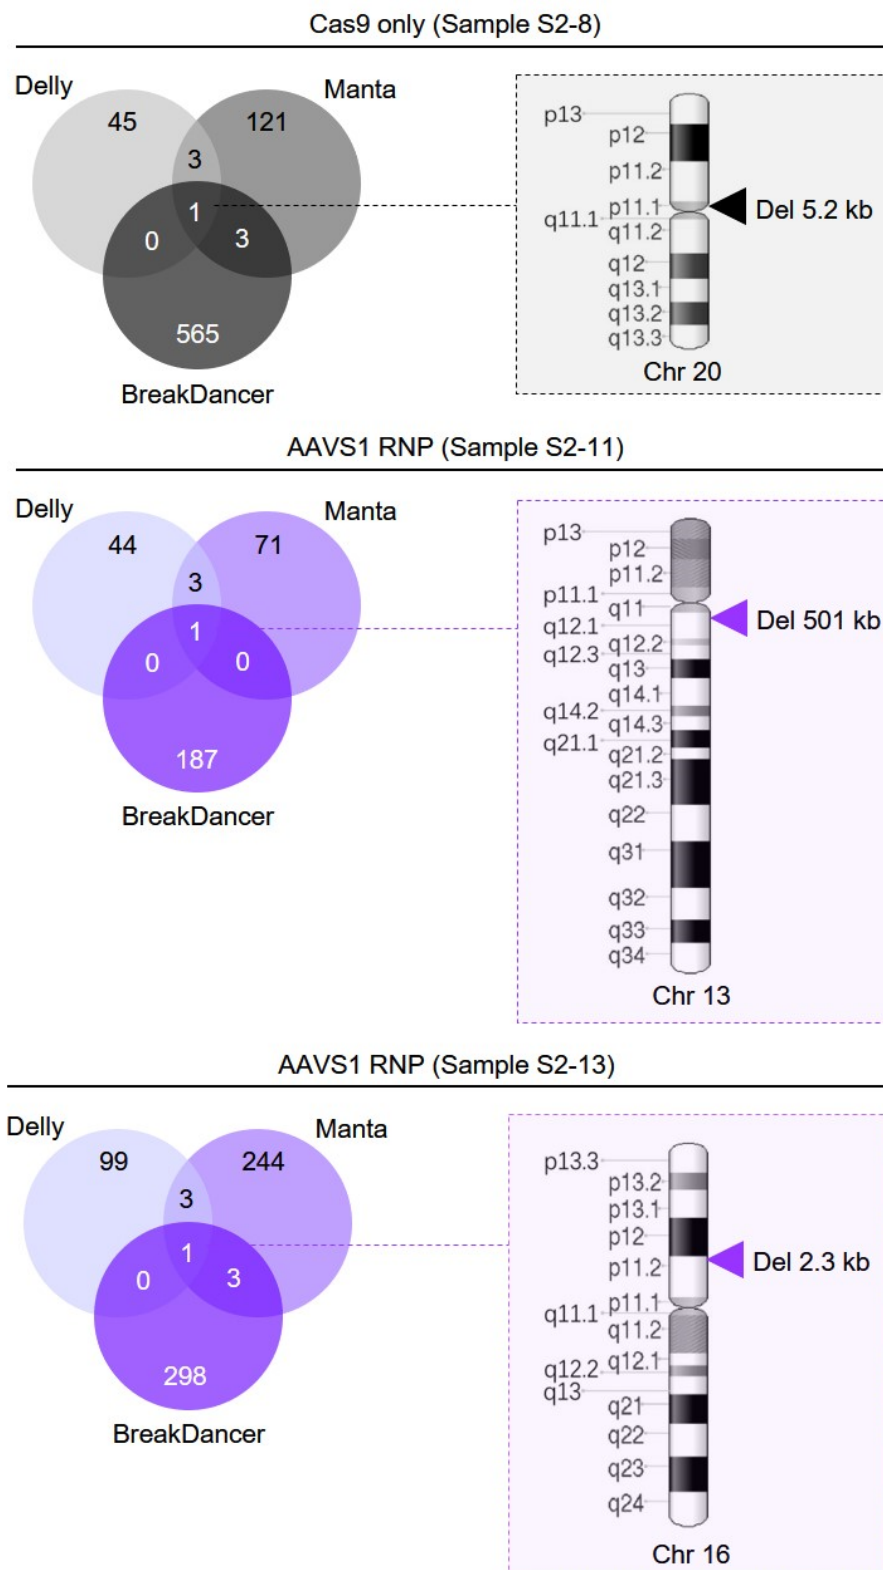 Cas9 only (Sample S2-8)
Delly
Manta
45
121
3
1
0
3
565
BreakDancer
p13
p12
p11.2
p11.1
q11.1
q11.2
q12
q13.1
q13.2
q13.3
Del 5.2 kb
Chr 20
AAVS1 RNP (Sample S2-11)
Delly
Manta
44
71
3
1
0
0
187
BreakDancer
p13
p12
p11.2
p11.1
q11
q12.1
q12.2
q12.3
q13
q14.1
q14.2
q14.3
q21.1
q21.2
q21.3
q22
q31
q32
q33
q34
Del 501 kb
Chr 13
AAVS1 RNP (Sample S2-13)
Delly
Manta
99
244
3
1
0
3
298
BreakDancer
p13.3
p13.2
p13.1
p12
p11.2
p11.1
q11.1
q11.2
q12.1
q12.2
q13
q21
q22
q23
q24
Del 2.3 kb
Chr 16